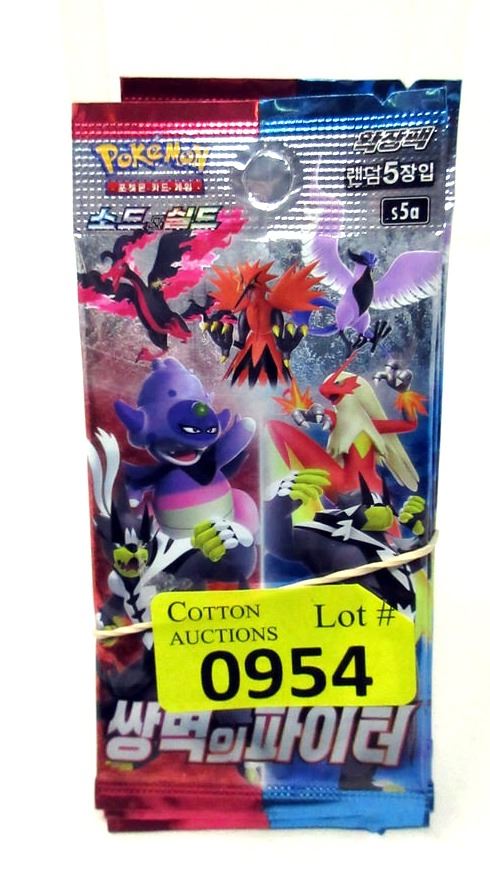 POKéMON
포켓몬 카드 게임
소드&실드
확장팩
랜덤5장입
s5a
COTTON
AUCTIONS
Lot #
0954
쌍벽의 파이터